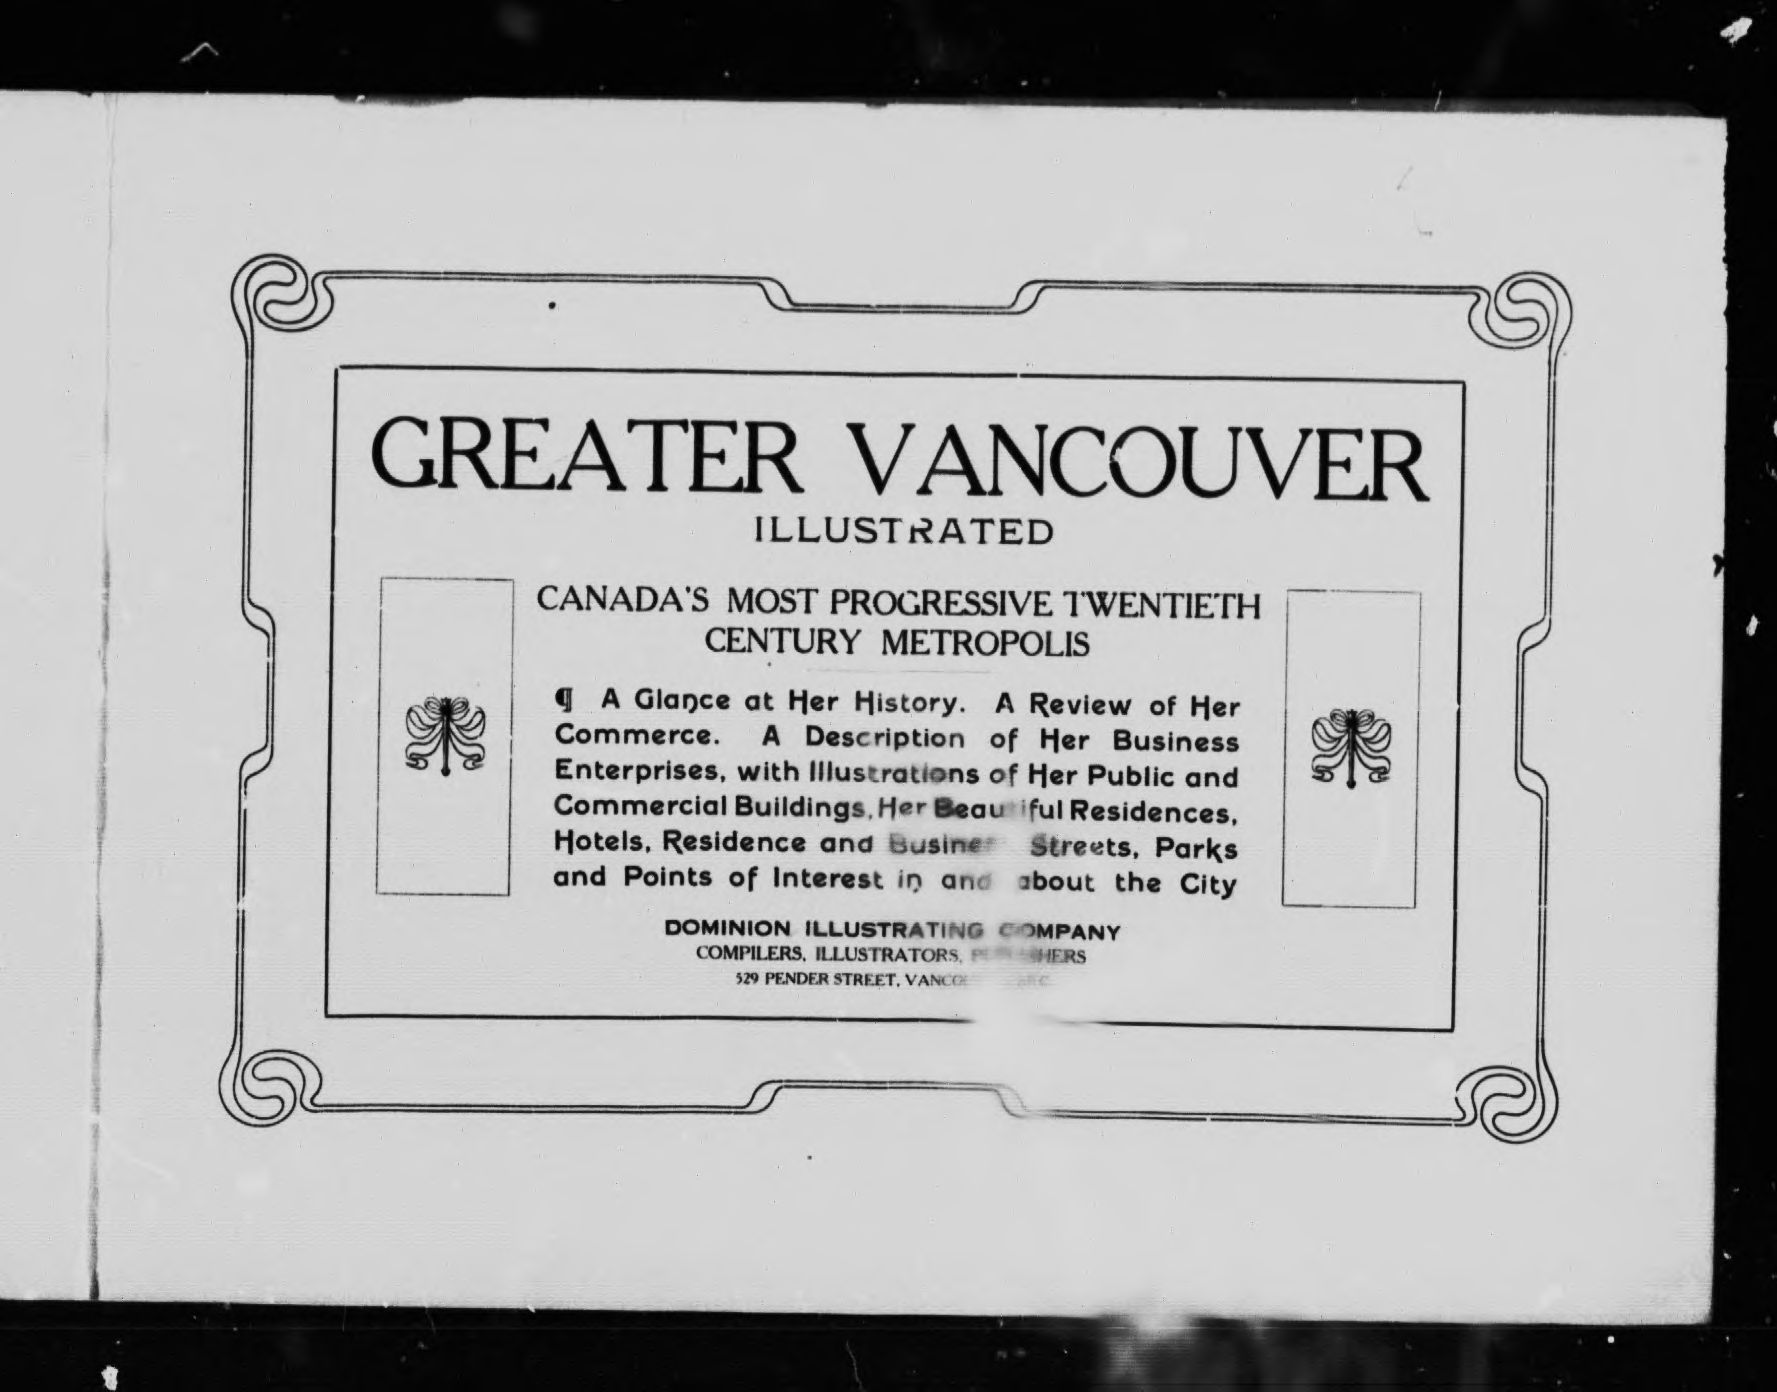 GREATER VANCOUVER
ILLUSTRATED
CANADA'S MOST PROGRESSIVE TWENTIETH
CENTURY METROPOLIS
¶ A Glance at Her History. A Review of Her
Commerce. A Description of Her Business
Enterprises, with Illustrations of Her Public and
Commercial Buildings, Her Beautiful Residences,
Hotels, Residence and Business Streets, Parks
and Points of Interest in and about the City
DOMINION ILLUSTRATING COMPANY
COMPILERS, ILLUSTRATORS,
529 PENDER STREET,